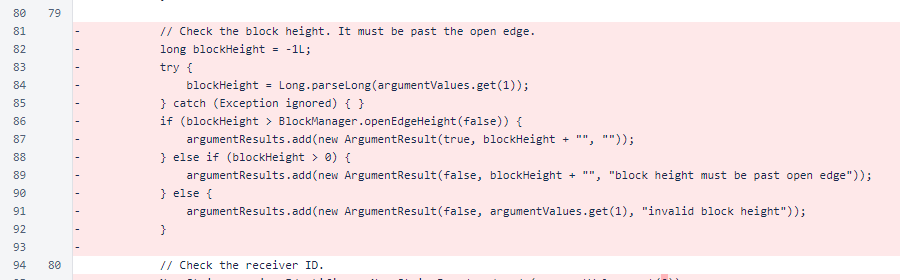 80 79
81 - // Check the block height. It must be past the open edge.
82 - long blockHeight = -1L;
83 - try {
84 - blockHeight = Long.parseLong(argumentValues.get(1));
85 - } catch (Exception ignored) { }
86 - if (blockHeight > BlockManager.openEdgeHeight(false)) {
87 - argumentResults.add(new ArgumentResult(true, blockHeight + "", ""));
88 - } else if (blockHeight > 0) {
89 - argumentResults.add(new ArgumentResult(false, blockHeight + "", "block height must be past open edge"));
90 - } else {
91 - argumentResults.add(new ArgumentResult(false, argumentValues.get(1), "invalid block height"));
92 - }
93 -
94 80 // Check the receiver ID.